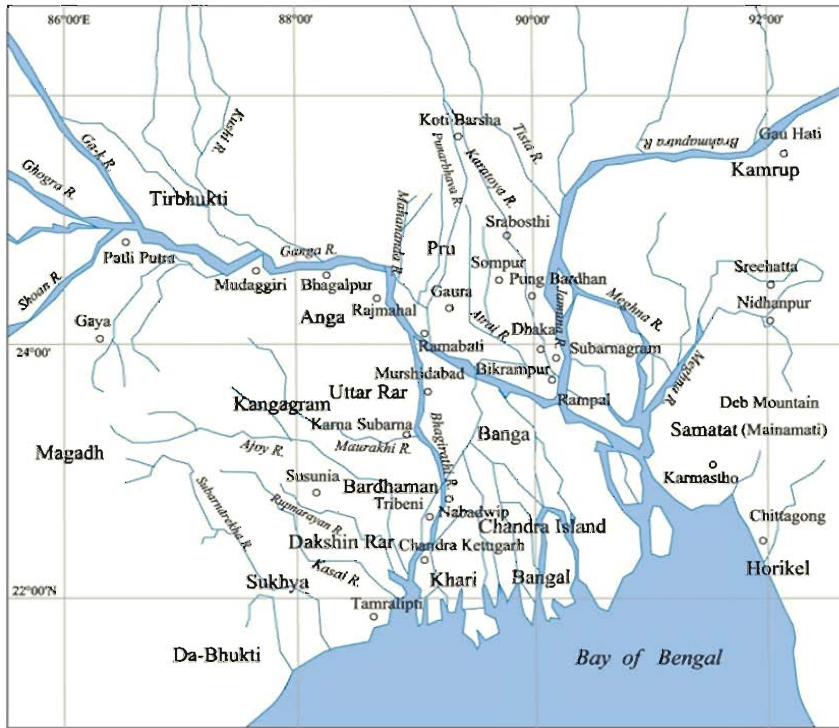 86°00'E
88°00'
90°00'
92°00'
Koti Barsha
Kushi R.
Tista R.
Brahmaputra R
Gau Hati
Kamrup
Ghogra R.
Punarbhava R.
Karatoya R.
Tirbhukti
Mahananda R.
Srabosthi
Ganga R.
Pru
Patli Putra
Sompur
Sreehatta
Shoan R.
Mudaggiri
Bhagalpur
Pung Bardhan
Meghna R.
Nidhanpur
Rajmahal
Gaura
Jamuna R.
Gaya
Anga
Atrai R.
Dhaka
24°00'
Ramabati
Subarnagram
Bikrampur
Meghna R
Murshidabad
Uttar Rar
Rampal
Deb Mountain
Kangagram
Karna Subarna
Banga
Samatat (Mainamati)
Magadh
Ajoy R.
Maurakhi R.
Bhagirathi R.
Karmastho
Susunia
Bardhaman
Subarnarekha R.
Tribeni
Nabadwip
Chandra Island
Chittagong
Rupnarayan R.
Dakshin Rar
Chandra Kettugarh
Horikel
Sukhya
Kasai R.
Khari
Bangal
22°00'N
Tamralipti
Da-Bhukti
Bay of Bengal